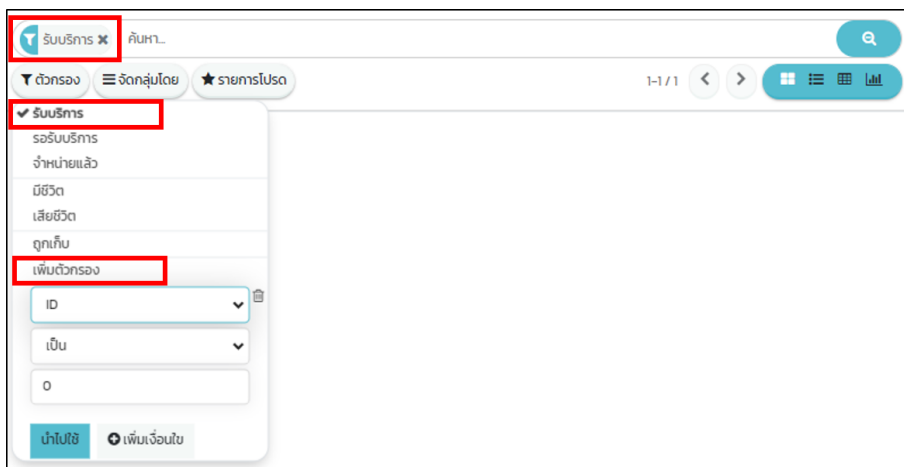 รับบริการ ✖ ค้นหา...
ตัวกรอง จัดกลุ่มโดย รายการโปรด 1-1 / 1
รับบริการ
รอรับบริการ
จำหน่ายแล้ว
มีชีวิต
เสียชีวิต
ถูกเก็บ
เพิ่มตัวกรอง
ID
เป็น
0
นำไปใช้ เพิ่มเงื่อนไข